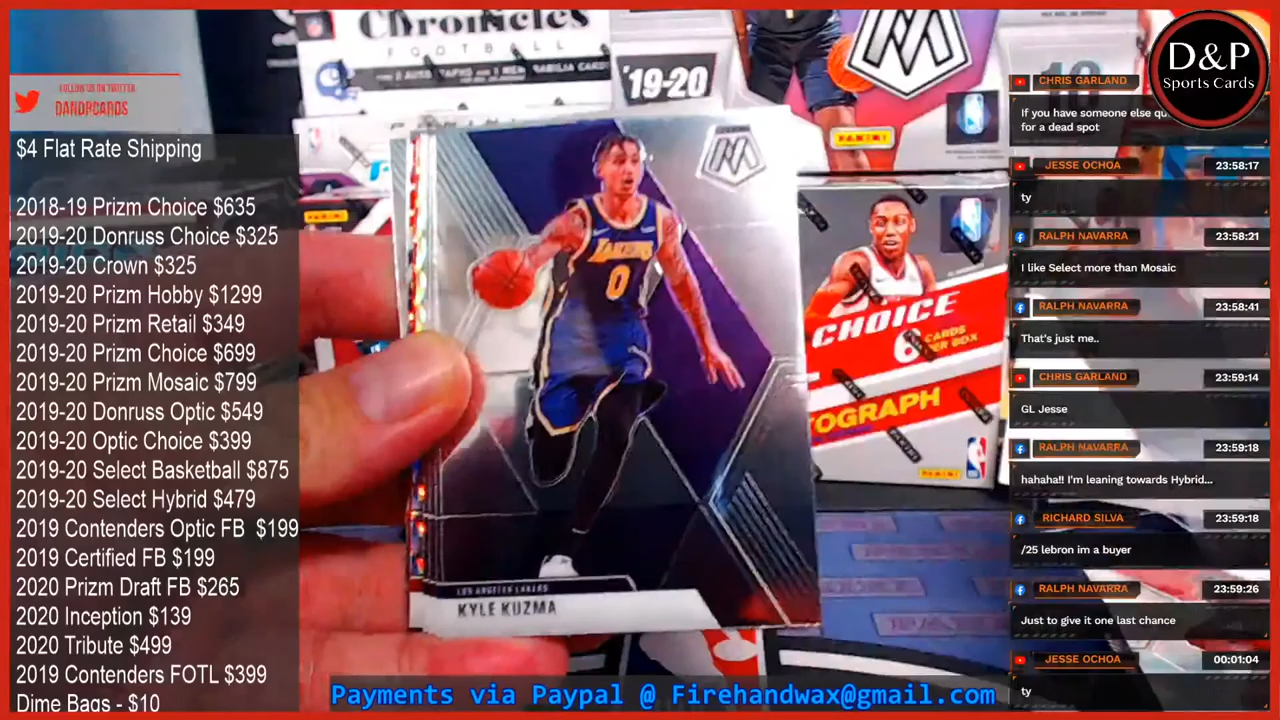 Chronicles
FOOTBALL
'19-20
PANINI
FOLLOW US ON TWITTER
DANDPCARDS
$4 Flat Rate Shipping
2018-19 Prizm Choice $635
2019-20 Donruss Choice $325
2019-20 Crown $325
2019-20 Prizm Hobby $1299
2019-20 Prizm Retail $349
2019-20 Prizm Choice $699
2019-20 Prizm Mosaic $799
2019-20 Donruss Optic $549
2019-20 Optic Choice $399
2019-20 Select Basketball $875
2019-20 Select Hybrid $479
2019 Contenders Optic FB $199
2019 Certified FB $199
2020 Prizm Draft FB $265
2020 Inception $139
2020 Tribute $499
2019 Contenders FOTL $399
Dime Bags - $10
LAKERS
0
LOS ANGELES LAKERS
KYLE KUZMA
CHOICE
6 CARDS
PER BOX
TOGRAPH
PANINI
Payments via Paypal @ Firehandwax@gmail.com
D&P
Sports Cards
CHRIS GARLAND
If you have someone else qu
for a dead spot
JESSE OCHOA 23:58:17
ty
RALPH NAVARRA 23:58:21
I like Select more than Mosaic
RALPH NAVARRA 23:58:41
That's just me..
CHRIS GARLAND 23:59:14
GL Jesse
RALPH NAVARRA 23:59:18
hahaha!! I'm leaning towards Hybrid...
RICHARD SILVA 23:59:18
/25 lebron im a buyer
RALPH NAVARRA 23:59:26
Just to give it one last chance
JESSE OCHOA 00:01:04
ty